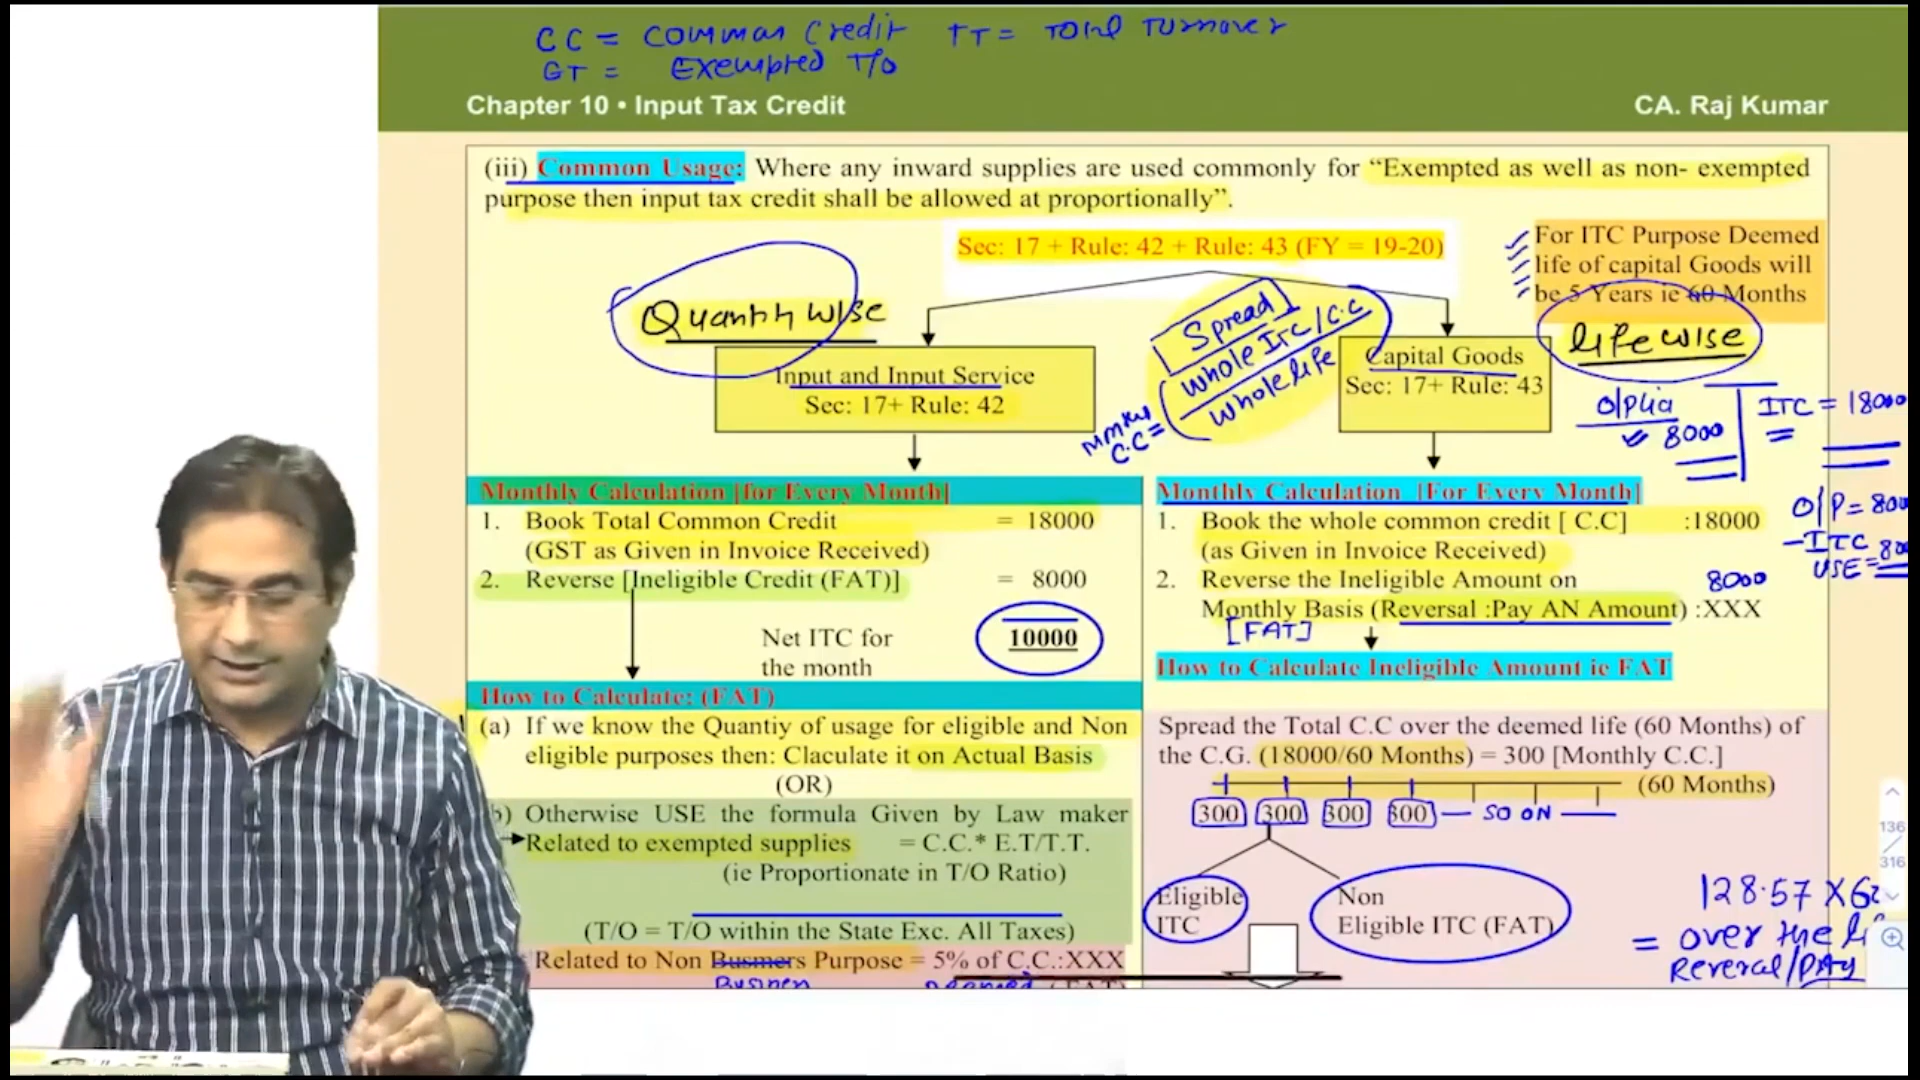 CC = Common Credit TT = Total Turnover
ET = Exempted T/O
Chapter 10 • Input Tax Credit
CA. Raj Kumar
(iii) Common Usage: Where any inward supplies are used commonly for “Exempted as well as non- exempted
purpose then input tax credit shall be allowed at proportionally”.
Sec: 17 + Rule: 42 + Rule: 43 (FY = 19-20)
For ITC Purpose Deemed
life of capital Goods will
be 5 Years ie 60 Months
Quantity wise
Spread
whole ITC/C.C
whole life
C.C =
life wise
Input and Input Service
Sec: 17+ Rule: 42
Capital Goods
Sec: 17+ Rule: 43
8000
ITC = 18000
Monthly Calculation [for Every Month]
1. Book Total Common Credit = 18000
(GST as Given in Invoice Received)
2. Reverse [Ineligible Credit (FAT)] = 8000
Net ITC for 10000
the month
How to Calculate: (FAT)
(a) If we know the Quantiy of usage for eligible and Non
eligible purposes then: Claculate it on Actual Basis
(OR)
b) Otherwise USE the formula Given by Law maker
Related to exempted supplies = C.C.* E.T/T.T.
(ie Proportionate in T/O Ratio)
(T/O = T/O within the State Exc. All Taxes)
Related to Non Busmers Purpose = 5% of C.C.:XXX
Monthly Calculation [For Every Month]
1. Book the whole common credit [ C.C] :18000
(as Given in Invoice Received)
2. Reverse the Ineligible Amount on 8000
Monthly Basis (Reversal :Pay AN Amount) :XXX
[FAT]
How to Calculate Ineligible Amount ie FAT
Spread the Total C.C over the deemed life (60 Months) of
the C.G. (18000/60 Months) = 300 [Monthly C.C.]
(60 Months)
300 300 300 300 — SO ON —
Eligible
ITC
Non
Eligible ITC (FAT)
O/P = 800
- ITC
USE = 80
128.57 X 6
= over the li
Reversal/PAY
136
/
316